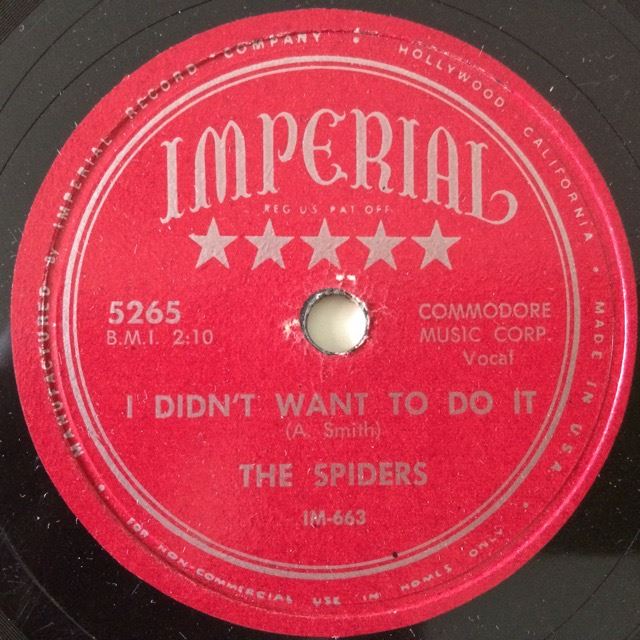 MANUFACTURED By IMPERIAL RECORD COMPANY • HOLLYWOOD CALIFORNIA • MADE IN U.S.A. •
IMPERIAL
REG U.S. PAT OFF
5265
B.M.I. 2:10
COMMODORE
MUSIC CORP.
Vocal
I DIDN'T WANT TO DO IT
(A. Smith)
THE SPIDERS
IM-663
FOR NON-COMMERCIAL USE IN HOMES ONLY